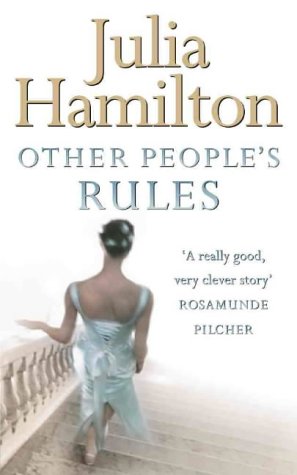 Julia
Hamilton
OTHER PEOPLE'S
RULES
'A really good,
very clever story'
ROSAMUNDE
PILCHER